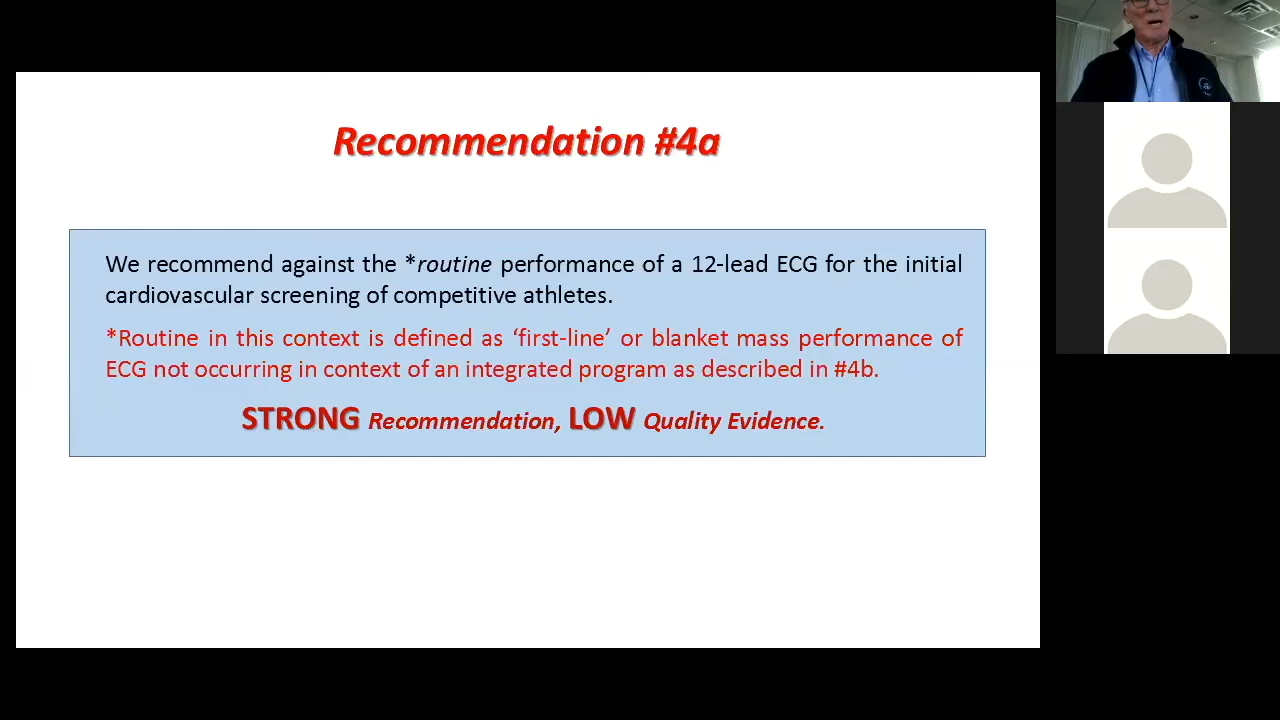 Recommendation #4a
We recommend against the *routine performance of a 12-lead ECG for the initial
cardiovascular screening of competitive athletes.
*Routine in this context is defined as ‘first-line’ or blanket mass performance of
ECG not occurring in context of an integrated program as described in #4b.
STRONG Recommendation, LOW Quality Evidence.